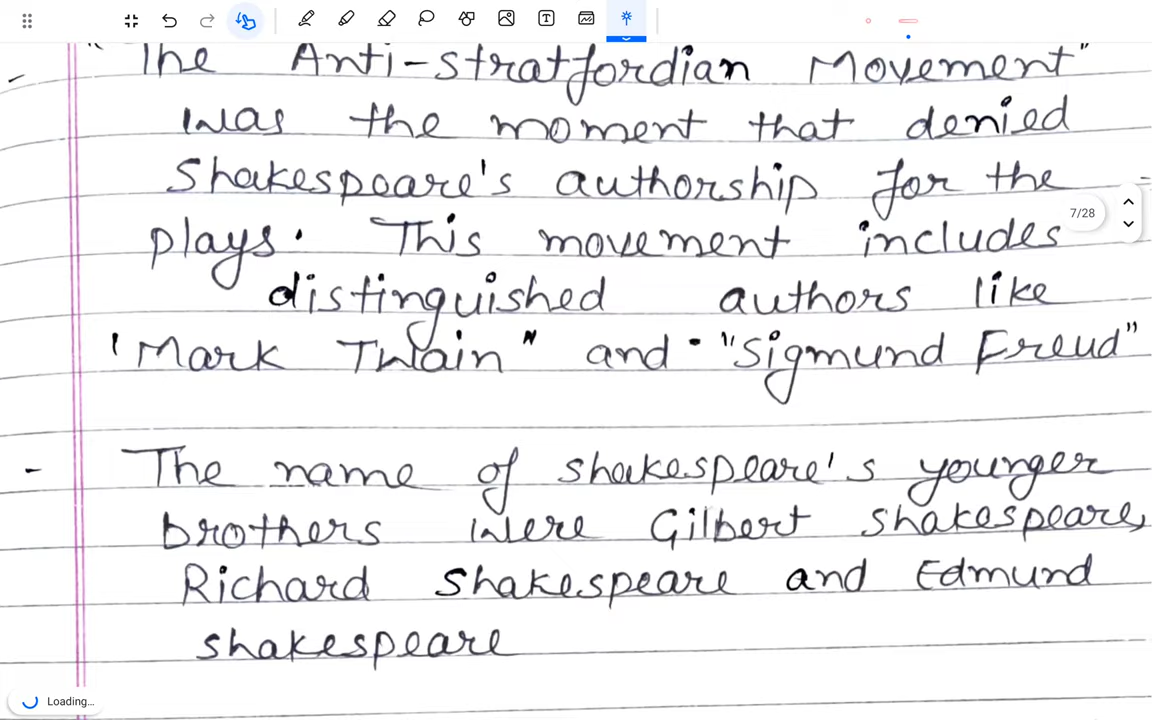 7/28
" The Anti-stratfordian Movement"
was the moment that denied
Shakespeare's authorship for the
plays. This movement includes
distinguished authors like
'Mark Twain" and "Sigmund Freud"
- The name of shakespeare's younger
brothers were Gilbert shakespeare,
Richard shakespeare and Edmund
shakespeare
Loading...